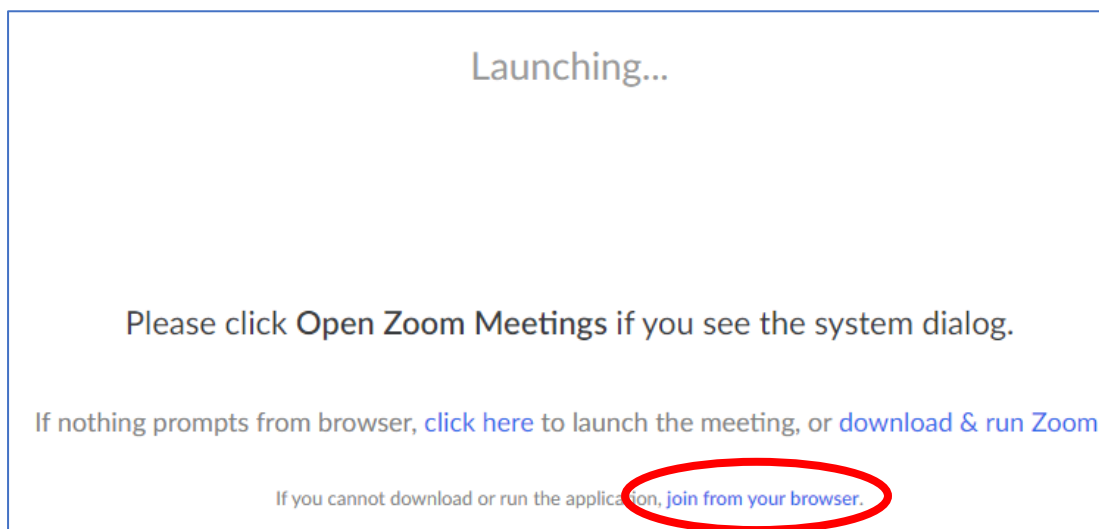 Launching...
Please click Open Zoom Meetings if you see the system dialog.
If nothing prompts from browser, click here to launch the meeting, or download & run Zoom
If you cannot download or run the application, join from your browser.